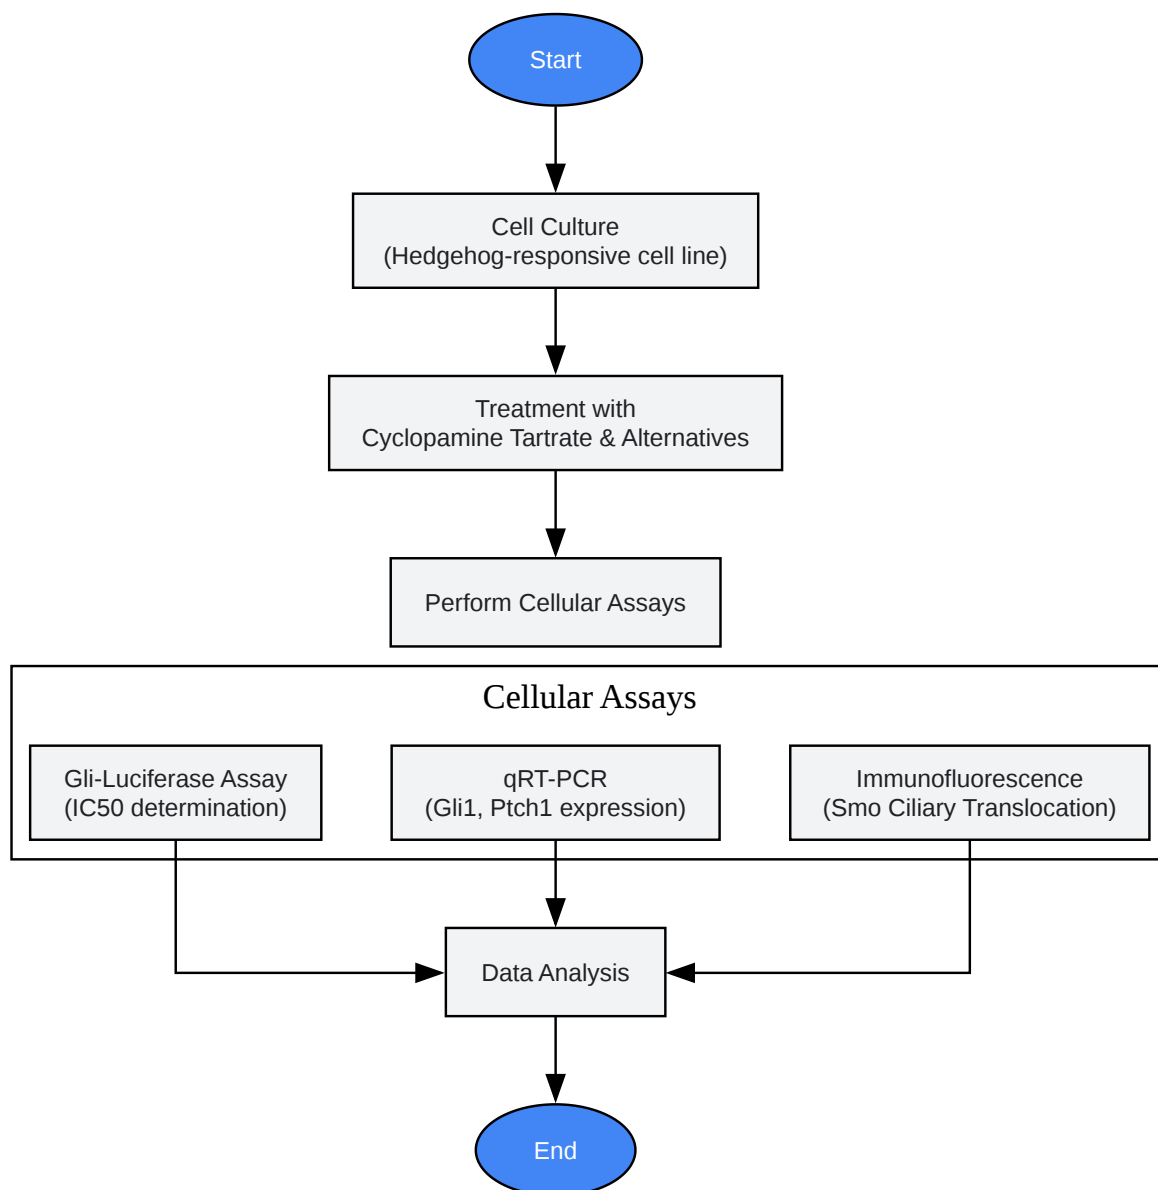 Start
Cell Culture
(Hedgehog-responsive cell line)
Treatment with
Cyclopamine Tartrate & Alternatives
Perform Cellular Assays
Cellular Assays
Gli-Luciferase Assay
(IC50 determination)
qRT-PCR
(Gli1, Ptch1 expression)
Immunofluorescence
(Smo Ciliary Translocation)
Data Analysis
End